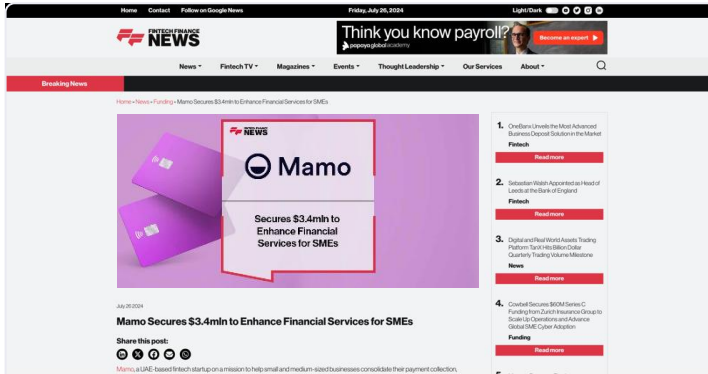 Home Contact Follow on Google News Friday, July 26, 2024 Light/Dark
FINTECH FINANCE
NEWS
Think you know payroll?
papayaglobal academy
Become an expert
News Fintech TV Magazines Events Thought Leadership Our Services About
Breaking News
Home » News » Funding » Mamo Secures $3.4mln to Enhance Financial Services for SMEs
FINTECH FINANCE
NEWS
Mamo
Secures $3.4mln to
Enhance Financial
Services for SMEs
July 26 2024
Mamo Secures $3.4mln to Enhance Financial Services for SMEs
Share this post:
Mamo, a UAE-based fintech startup on a mission to help small and medium-sized businesses consolidate their payment collection,
1. OneBanx Unveils the Most Advanced
Business Deposit Solution in the Market
Fintech
Read more
2. Sebastian Walsh Appointed as Head of
Leeds at the Bank of England
Fintech
Read more
3. Digital and Real World Assets Trading
Platform TanX Hits Billion Dollar
Quarterly Trading Volume Milestone
News
Read more
4. Cowbell Secures $60M Series C
Funding from Zurich Insurance Group to
Scale Up Operations and Advance
Global SME Cyber Adoption
Funding
Read more